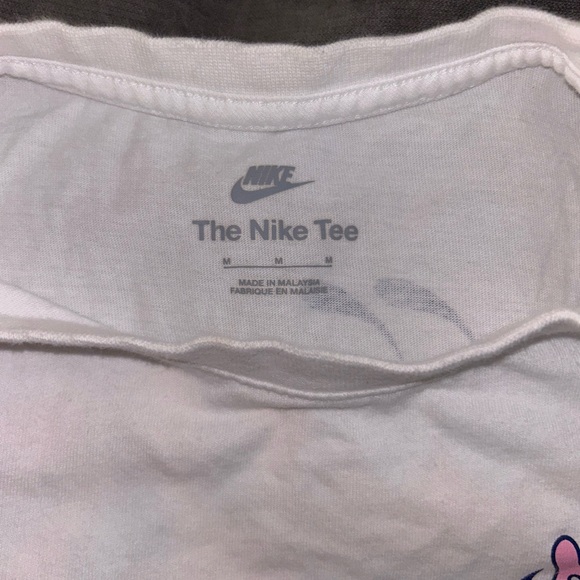 NIKE
The Nike Tee
M M M
MADE IN MALAYSIA
FABRIQUE EN MALAISIE